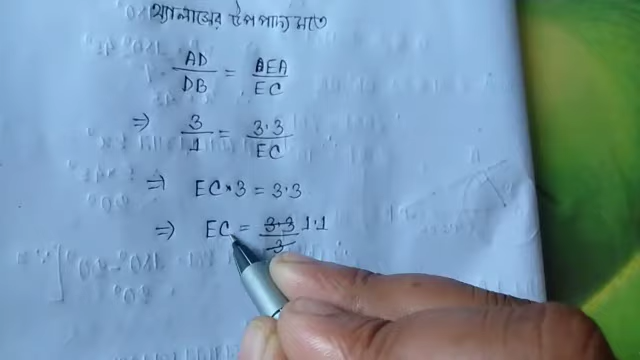 থ্যালাসের উপপাদ্য মতে
AD/DB = EA/EC
⇒ 3/1 = 3.3/EC
⇒ EC × 3 = 3.3
⇒ EC = 3.3/3 1.1